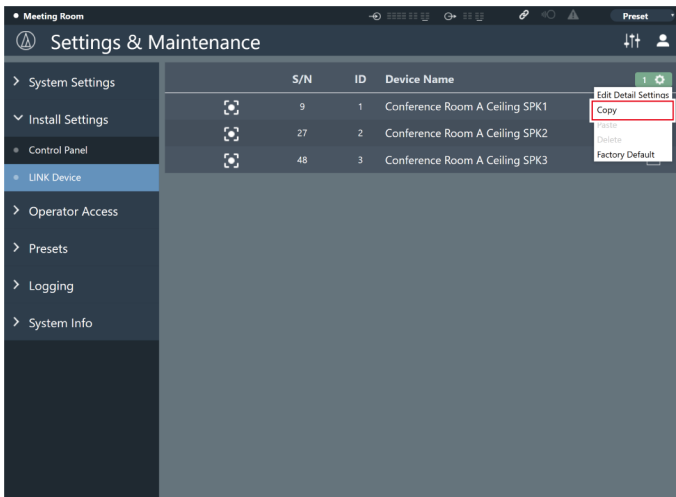 Meeting Room
Preset
Settings & Maintenance
System Settings
Install Settings
Control Panel
LINK Device
Operator Access
Presets
Logging
System Info
S/N ID Device Name 1
9 1 Conference Room A Ceiling SPK1
27 2 Conference Room A Ceiling SPK2
48 3 Conference Room A Ceiling SPK3
Edit Detail Settings
Copy
Paste
Delete
Factory Default